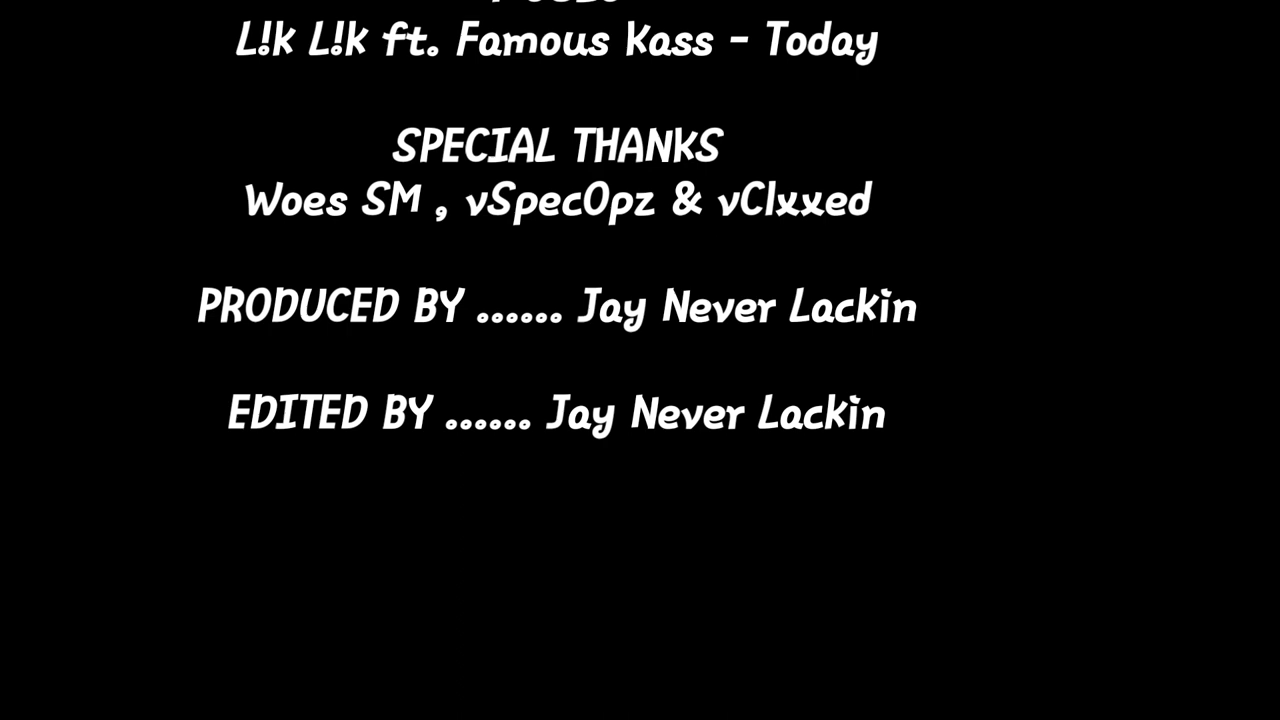 L!k L!k ft. Famous Kass - Today
SPECIAL THANKS
Woes SM , vSpecOpz & vClxxed
PRODUCED BY ...... Jay Never Lackin
EDITED BY ...... Jay Never Lackin